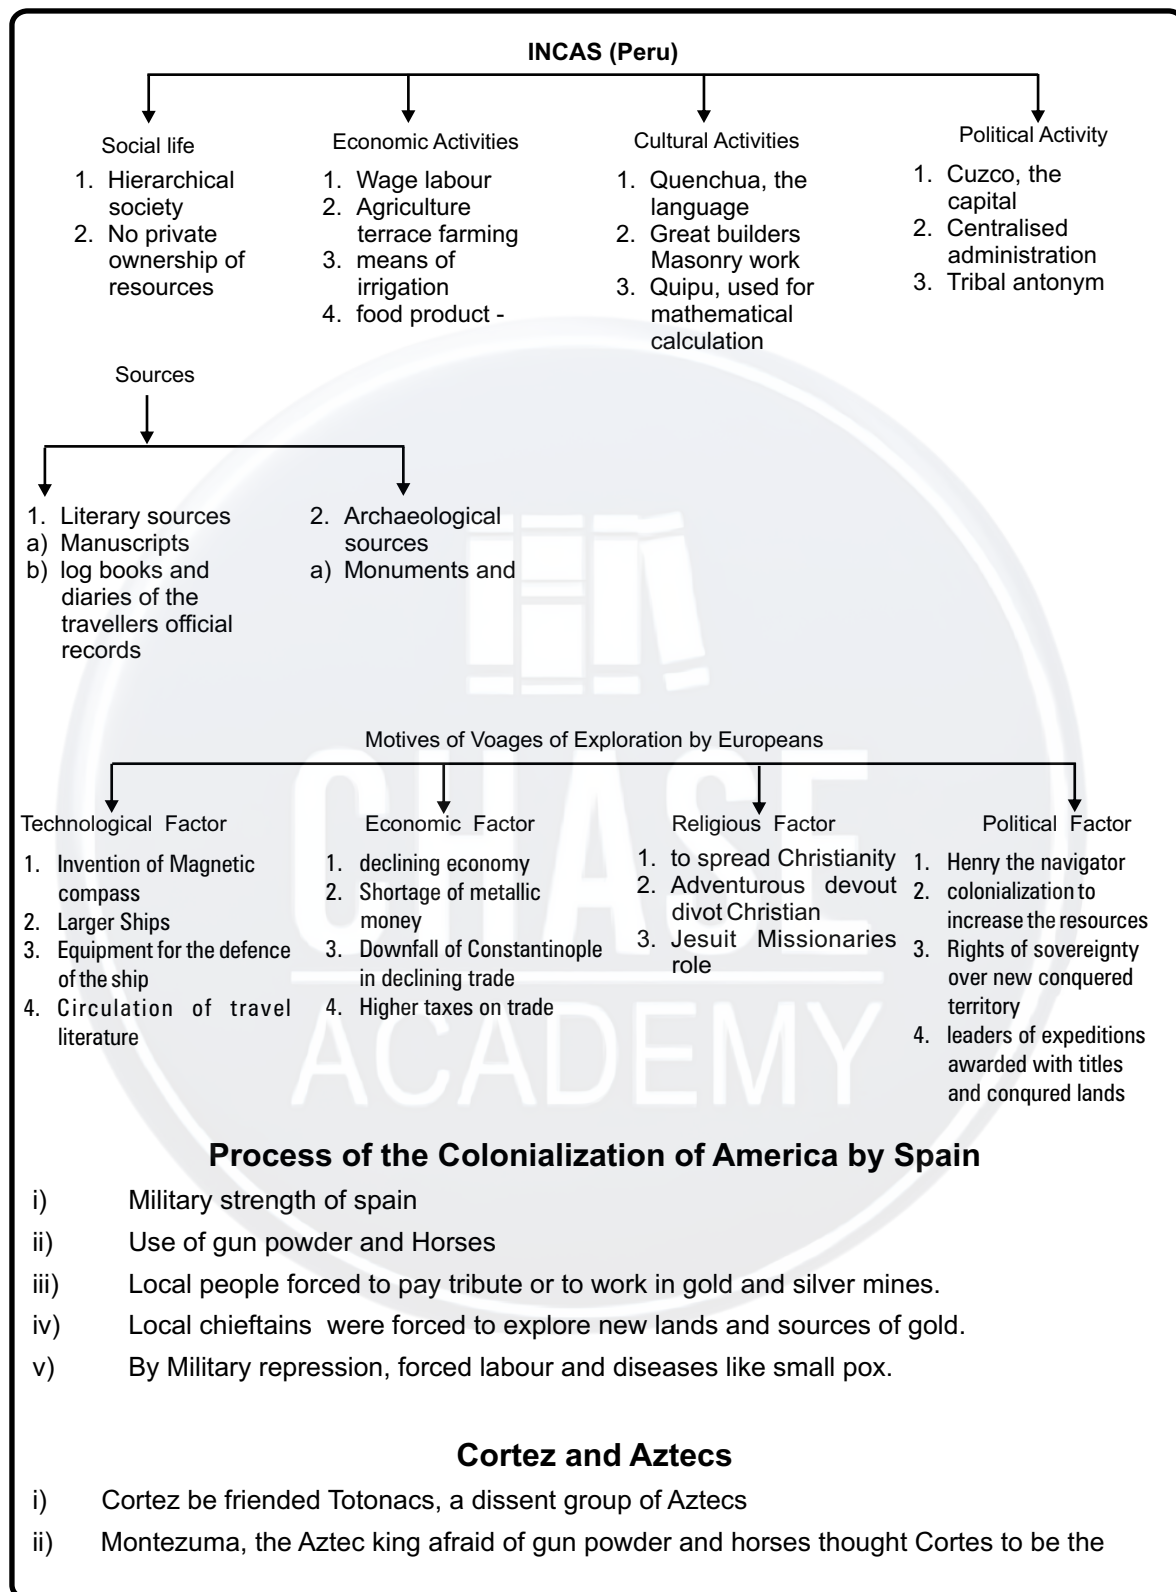 INCAS (Peru)
Social life
1. Hierarchical
society
2. No private
ownership of
resources
Economic Activities
1. Wage labour
2. Agriculture
terrace farming
3. means of
irrigation
4. food product -
Cultural Activities
1. Quenchua, the
language
2. Great builders
Masonry work
3. Quipu, used for
mathematical
calculation
Political Activity
1. Cuzco, the
capital
2. Centralised
administration
3. Tribal antonym
Sources
1. Literary sources
a) Manuscripts
b) log books and
diaries of the
travellers official
records
2. Archaeological
sources
a) Monuments and
Motives of Voages of Exploration by Europeans
Technological Factor
1. Invention of Magnetic
compass
2. Larger Ships
3. Equipment for the defence
of the ship
4. Circulation of travel
literature
Economic Factor
1. declining economy
2. Shortage of metallic
money
3. Downfall of Constantinople
in declining trade
4. Higher taxes on trade
Religious Factor
1. to spread Christianity
2. Adventurous devout
divot Christian
3. Jesuit Missionaries
role
Political Factor
1. Henry the navigator
2. colonialization to
increase the resources
3. Rights of sovereignty
over new conquered
territory
4. leaders of expeditions
awarded with titles
and conqured lands
CHASE
ACADEMY
Process of the Colonialization of America by Spain
i) Military strength of spain
ii) Use of gun powder and Horses
iii) Local people forced to pay tribute or to work in gold and silver mines.
iv) Local chieftains were forced to explore new lands and sources of gold.
v) By Military repression, forced labour and diseases like small pox.
Cortez and Aztecs
i) Cortez be friended Totonacs, a dissent group of Aztecs
ii) Montezuma, the Aztec king afraid of gun powder and horses thought Cortes to be the